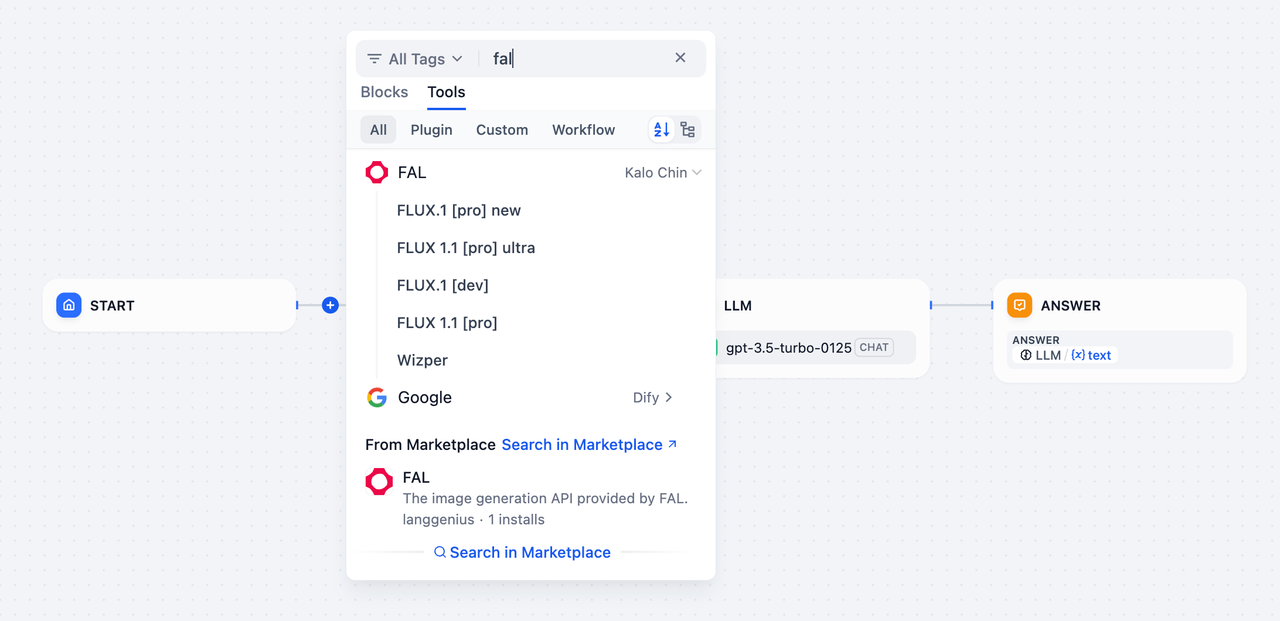 All Tags fal
Blocks Tools
All Plugin Custom Workflow
FAL Kalo Chin
FLUX.1 [pro] new
FLUX 1.1 [pro] ultra
FLUX.1 [dev]
FLUX 1.1 [pro]
Wizper
Google Dify
From Marketplace Search in Marketplace
FAL
The image generation API provided by FAL.
langgenius · 1 installs
Search in Marketplace
START
LLM
gpt-3.5-turbo-0125 CHAT
ANSWER
ANSWER
LLM / (x) text